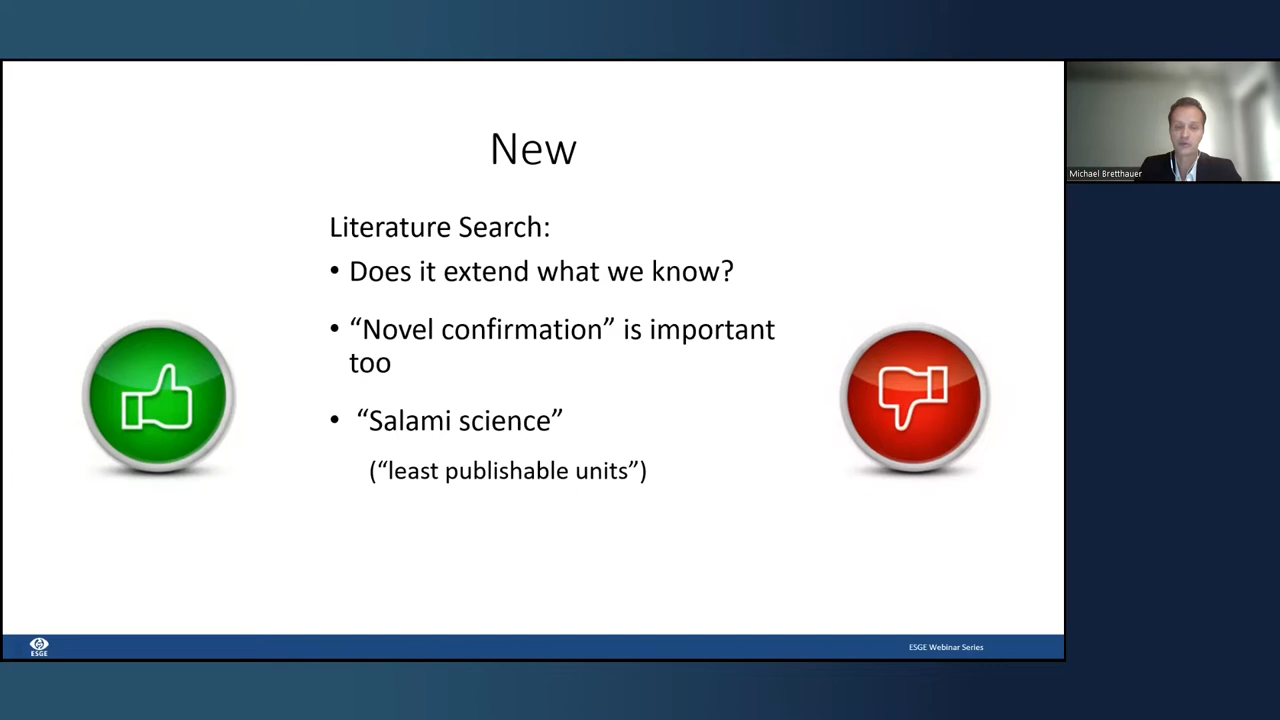 New
Literature Search:
• Does it extend what we know?
• “Novel confirmation” is important
too
• “Salami science”
(“least publishable units”)
Michael Bretthauer
ESGE
ESGE Webinar Series